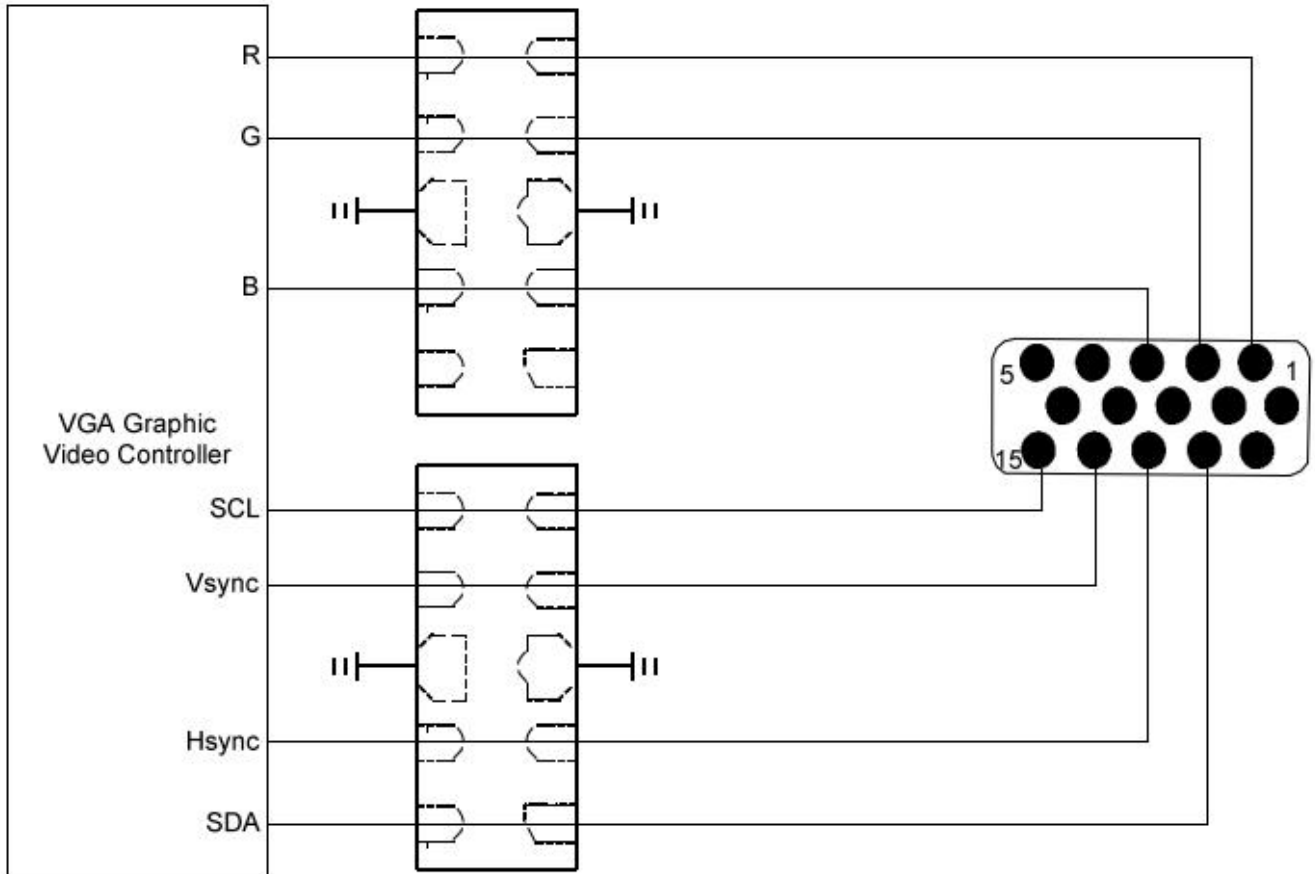 R
G
B
5
1
VGA Graphic
Video Controller
15
SCL
Vsync
Hsync
SDA